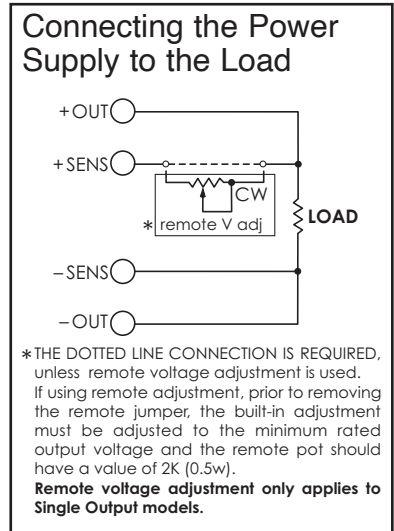 Connecting the Power
Supply to the Load
+OUT
+SENS
CW
* remote V adj
LOAD
–SENS
–OUT
* THE DOTTED LINE CONNECTION IS REQUIRED,
unless remote voltage adjustment is used.
If using remote adjustment, prior to removing
the remote jumper, the built-in adjustment
must be adjusted to the minimum rated
output voltage and the remote pot should
have a value of 2K (0.5w).
Remote voltage adjustment only applies to
Single Output models.